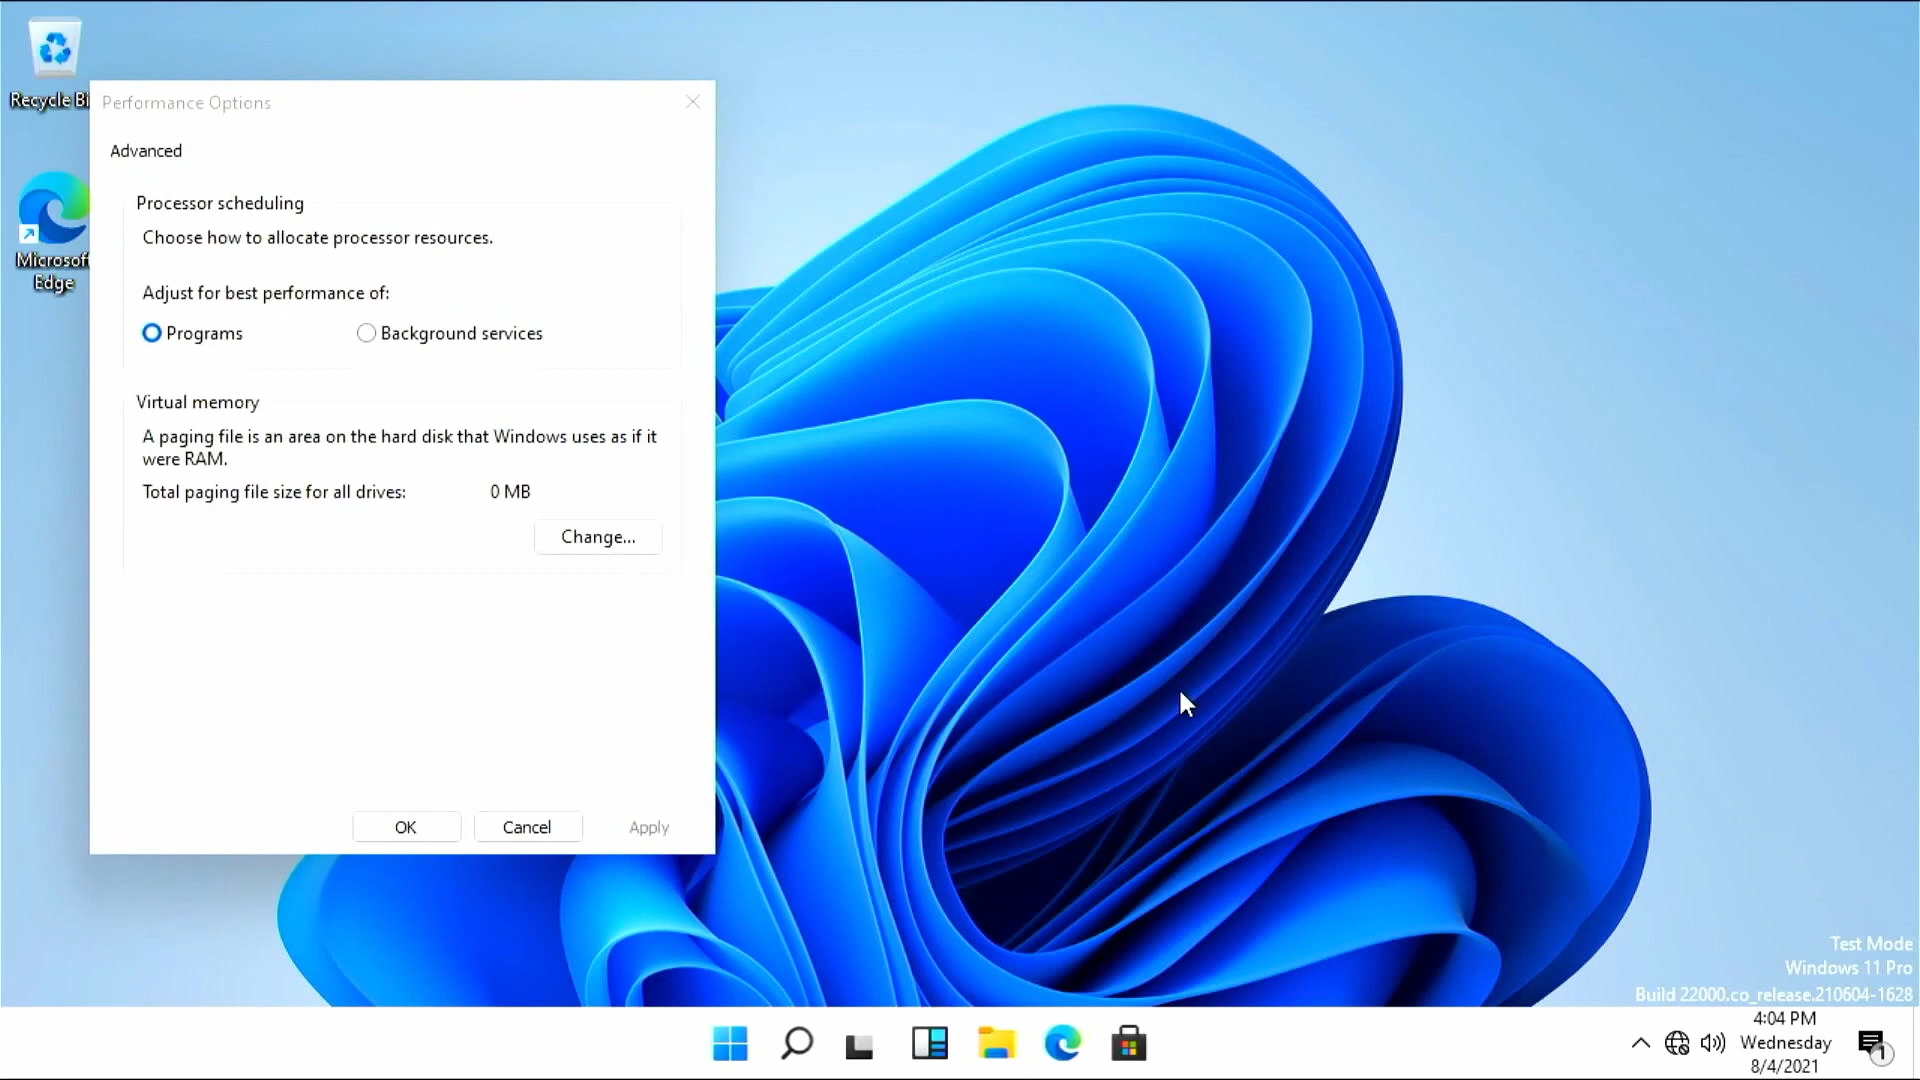 Recycle Bi
Microsoft
Edge
Performance Options
Advanced
Processor scheduling
Choose how to allocate processor resources.
Adjust for best performance of:
Programs
Background services
Virtual memory
A paging file is an area on the hard disk that Windows uses as if it
were RAM.
Total paging file size for all drives: 0 MB
Change...
OK
Cancel
Apply
Test Mode
Windows 11 Pro
Build 22000.co_release.210604-1628
4:04 PM
Wednesday
8/4/2021
1